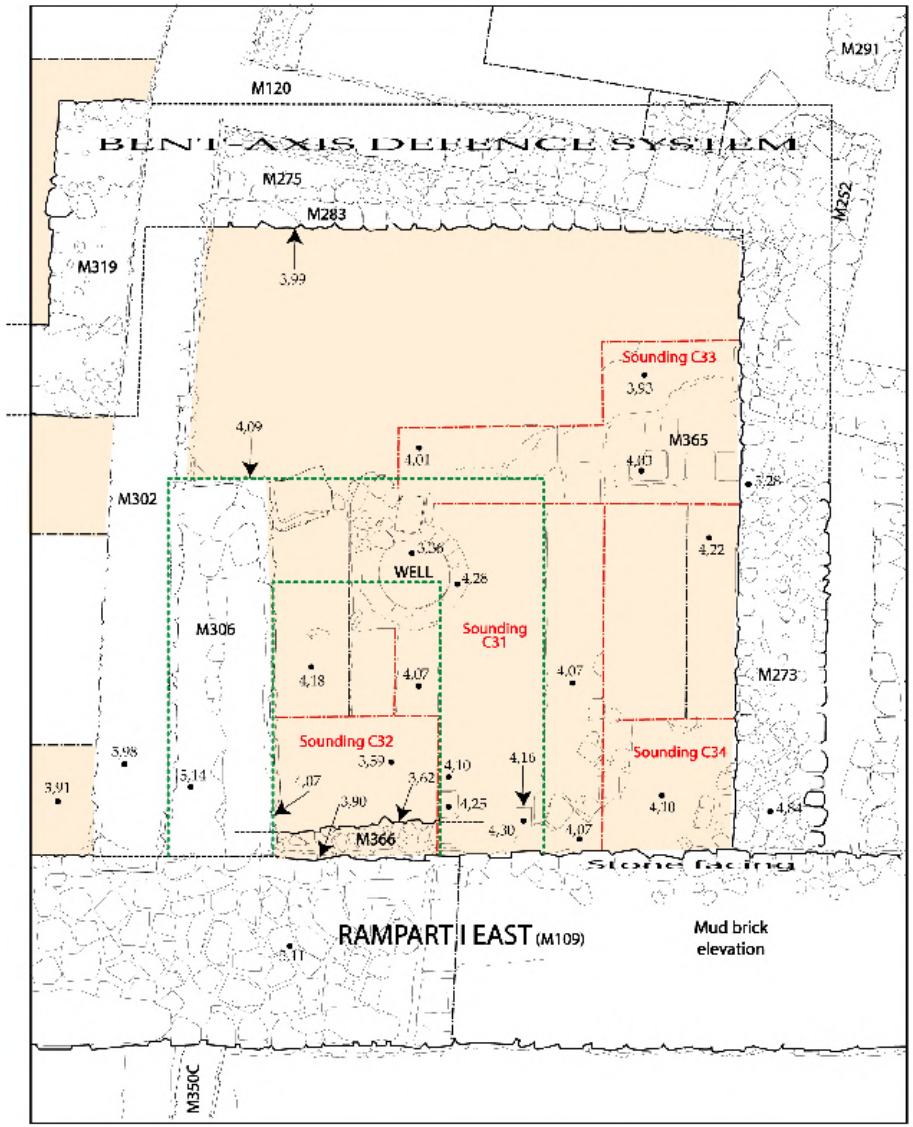 M291
M120
BENT-AXIS DEFENCE SYSTEM
M275
M252
M283
M319
3,99
Sounding C33
3,93
4,09
M365
4,01
4,03
M302
3,28
3,36
4,22
WELL
4,28
M306
Sounding
C31
4,18
4,07
4,07
M273
Sounding C32
Sounding C34
3,98
3,59
4,10
4,16
3,91
5,14
,07
3,62
4,25
4,10
4,84
3,90
4,30
M366
4,07
Stone facing
RAMPART I EAST (M109)
Mud brick
elevation
M350C